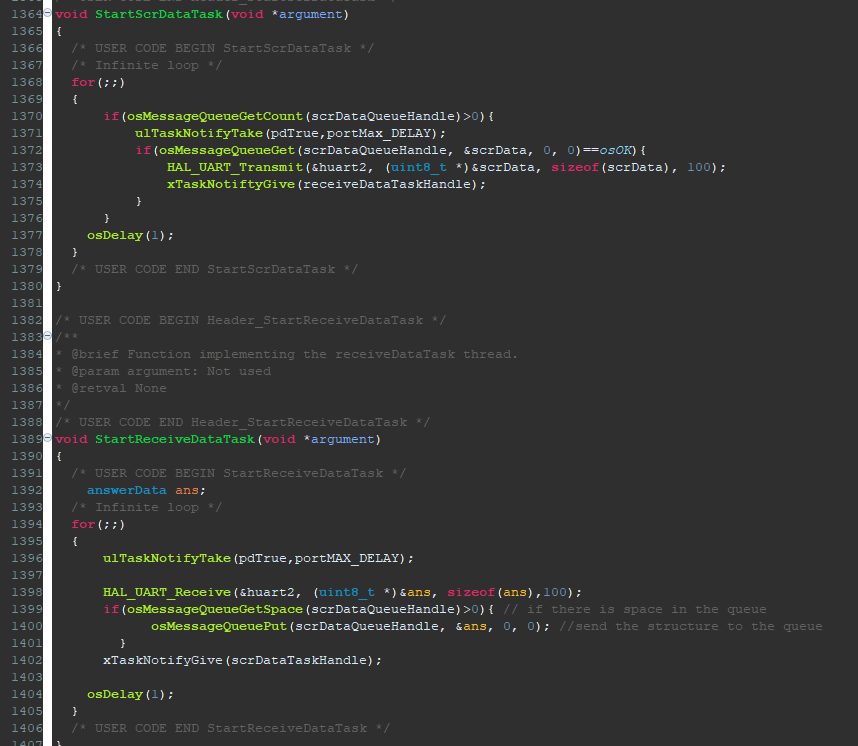 1364 void StartScrDataTask(void *argument)
1365 {
1366 /* USER CODE BEGIN StartScrDataTask */
1367 /* Infinite loop */
1368 for(;;)
1369 {
1370 if(osMessageQueueGetCount(scrDataQueueHandle)>0){
1371 ulTaskNotifyTake(pdTrue,portMax_DELAY);
1372 if(osMessageQueueGet(scrDataQueueHandle, &scrData, 0, 0)==osOK){
1373 HAL_UART_Transmit(&huart2, (uint8_t *)&scrData, sizeof(scrData), 100);
1374 xTaskNotiftyGive(receiveDataTaskHandle);
1375 }
1376 }
1377 osDelay(1);
1378 }
1379 /* USER CODE END StartScrDataTask */
1380 }
1381
1382 /* USER CODE BEGIN Header_StartReceiveDataTask */
1383 /**
1384 * @brief Function implementing the receiveDataTask thread.
1385 * @param argument: Not used
1386 * @retval None
1387 */
1388 /* USER CODE END Header_StartReceiveDataTask */
1389 void StartReceiveDataTask(void *argument)
1390 {
1391 /* USER CODE BEGIN StartReceiveDataTask */
1392 answerData ans;
1393 /* Infinite loop */
1394 for(;;)
1395 {
1396 ulTaskNotifyTake(pdTrue,portMAX_DELAY);
1397
1398 HAL_UART_Receive(&huart2, (uint8_t *)&ans, sizeof(ans),100);
1399 if(osMessageQueueGetSpace(scrDataQueueHandle)>0){ // if there is space in the queue
1400 osMessageQueuePut(scrDataQueueHandle, &ans, 0, 0); //send the structure to the queue
1401 }
1402 xTaskNotifyGive(scrDataTaskHandle);
1403
1404 osDelay(1);
1405 }
1406 /* USER CODE END StartReceiveDataTask */
1407 }